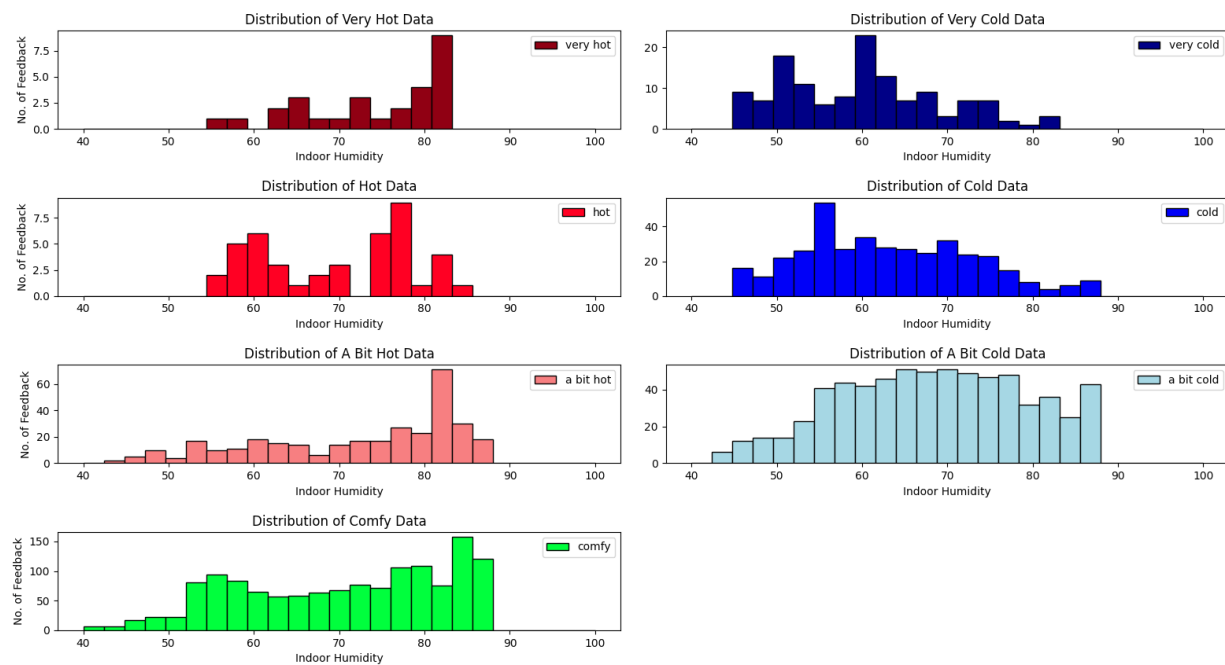 Distribution of Very Hot Data
No. of Feedback
7.5
5.0
2.5
0.0
very hot
40 50 60 70 80 90 100
Indoor Humidity
Distribution of Very Cold Data
20
10
0
very cold
50 60 70 80 90 100
Indoor Humidity
Distribution of Hot Data
No. of Feedback
7.5
5.0
2.5
0.0
hot
40 50 60 70 80 90 100
Indoor Humidity
Distribution of Cold Data
40
20
0
cold
40 50 60 70 80 90 100
Indoor Humidity
Distribution of A Bit Hot Data
No. of Feedback
60
40
20
0
a bit hot
40 50 60 70 80 90 100
Indoor Humidity
Distribution of A Bit Cold Data
40
20
0
a bit cold
40 50 60 70 80 90 100
Indoor Humidity
Distribution of Comfy Data
No. of Feedback
150
100
50
0
comfy
40 50 60 70 80 90 100
Indoor Humidity